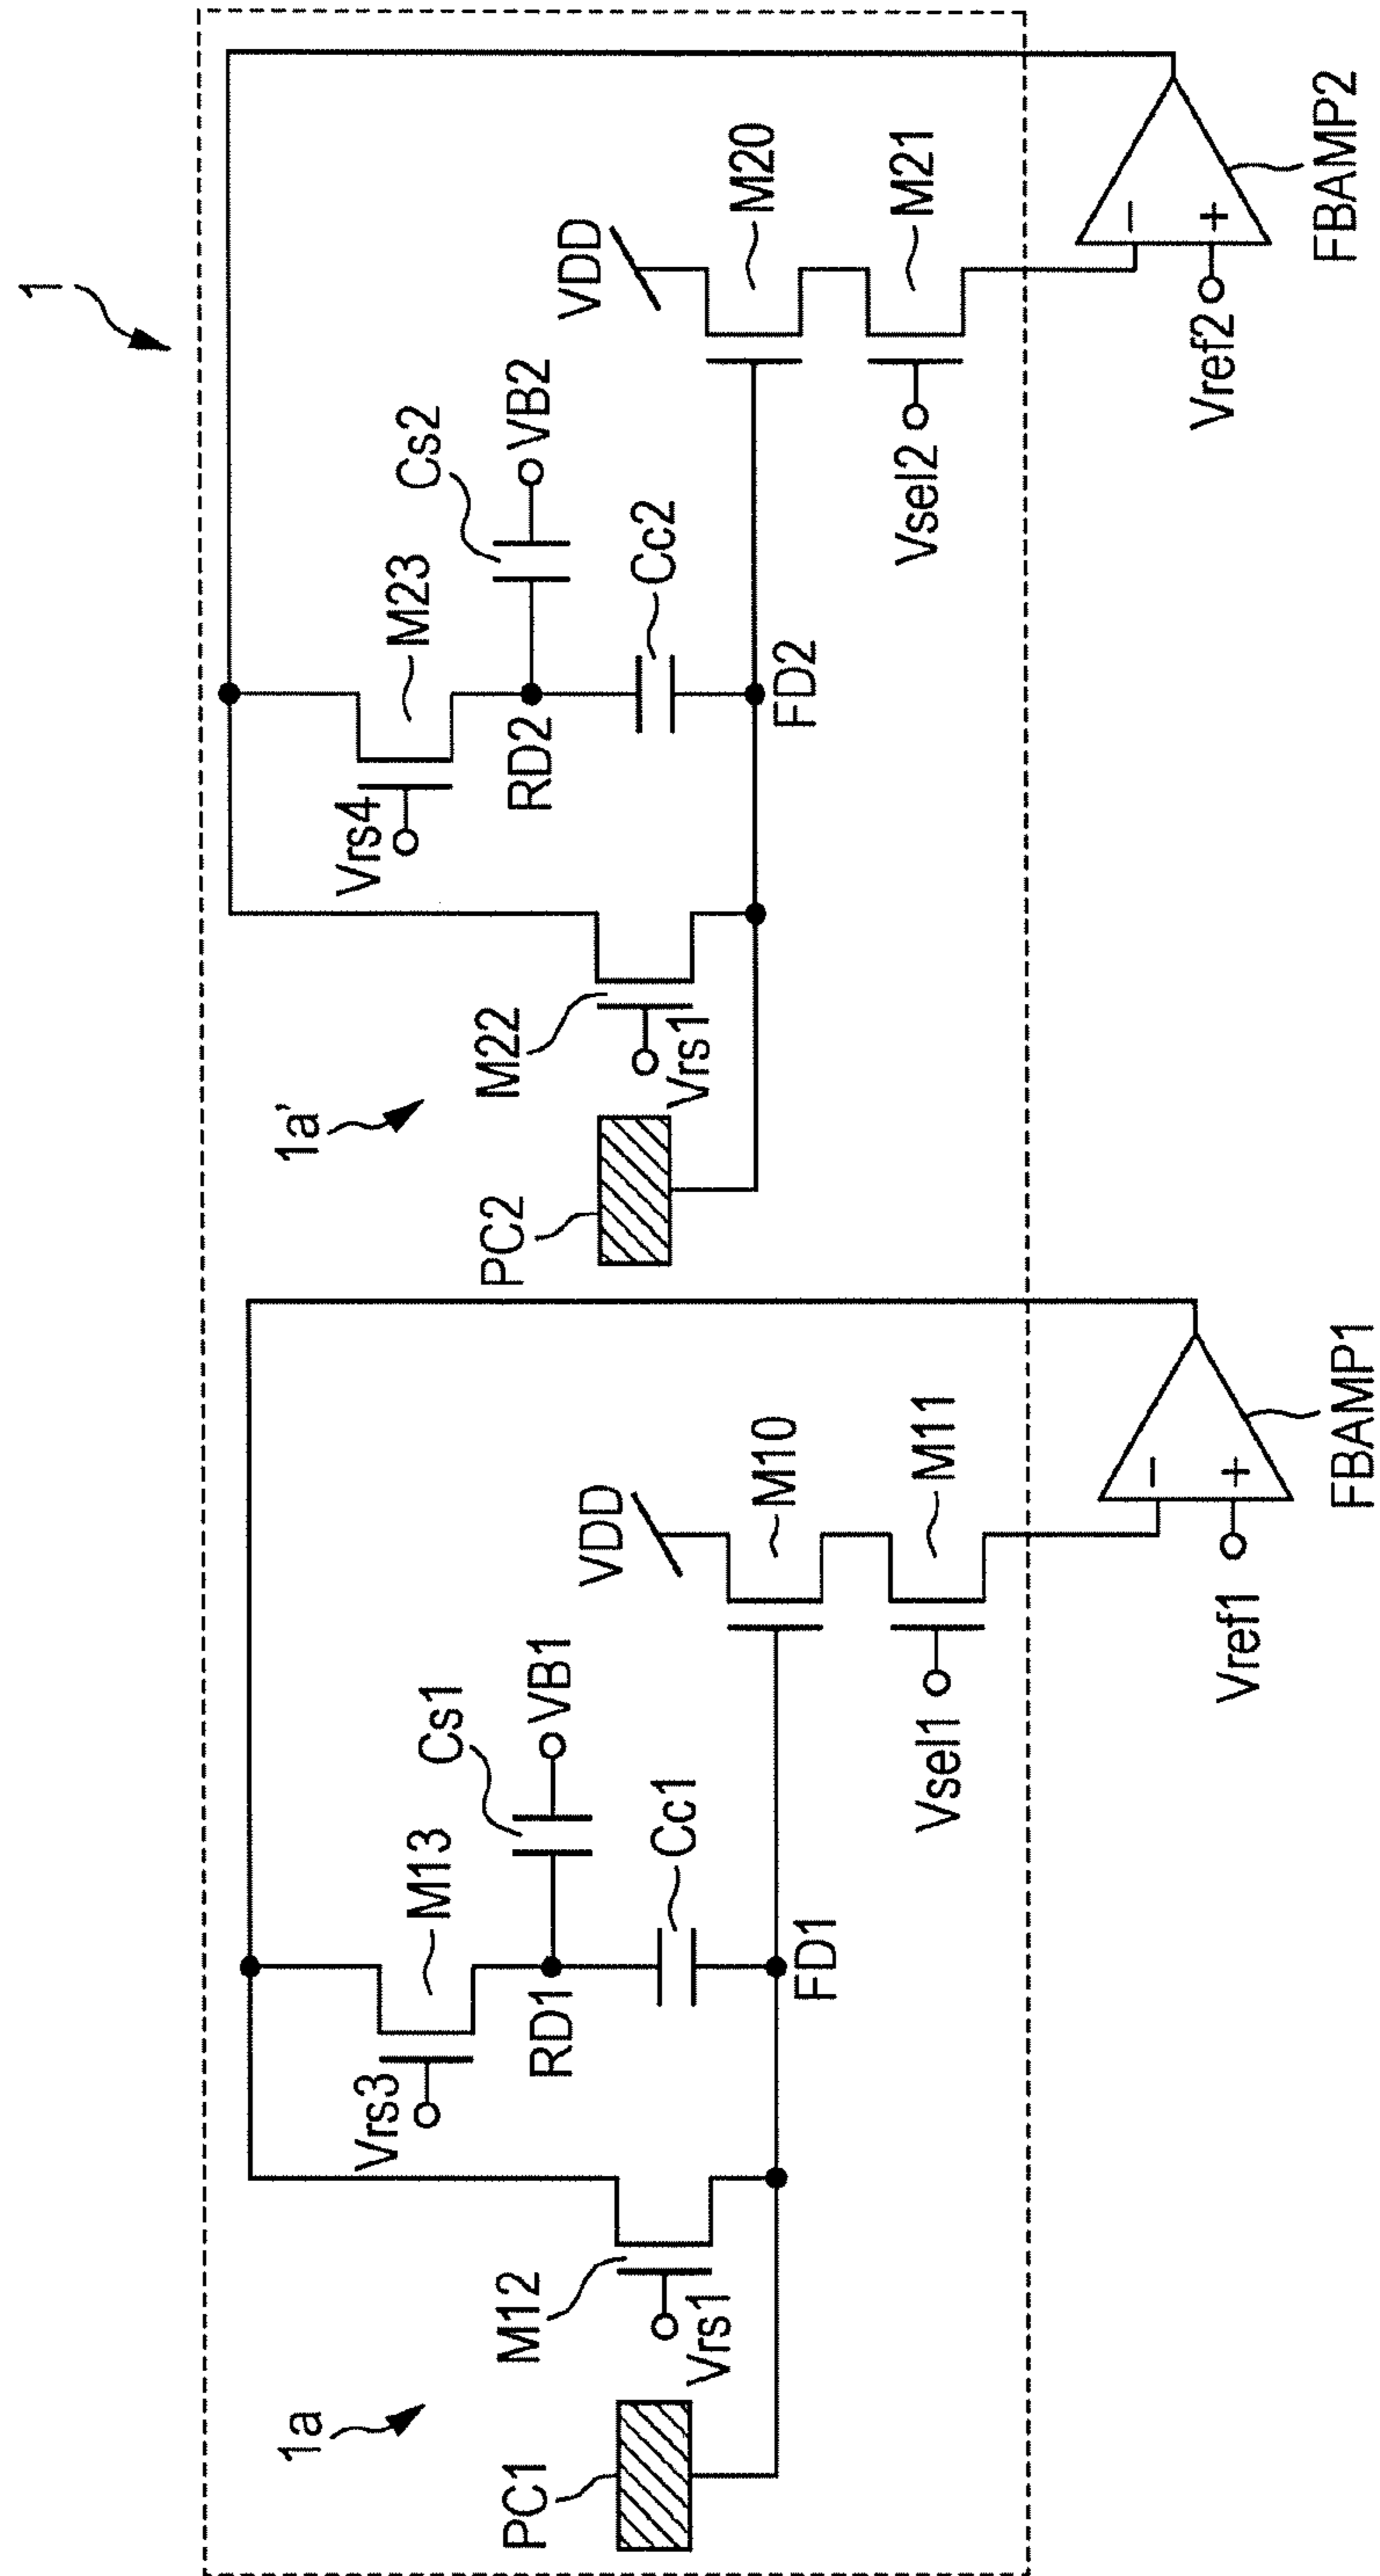 1
1a
PC1
M12
Vrs1
Vrs3
M13
RD1
Cs1
VB1
Cc1
FD1
VDD
M10
M11
Vsel1
Vref1
−
+
FBAMP1
1a'
PC2
M22
Vrs1
Vrs4
M23
RD2
Cs2
VB2
Cc2
FD2
VDD
M20
M21
Vsel2
Vref2
−
+
FBAMP2